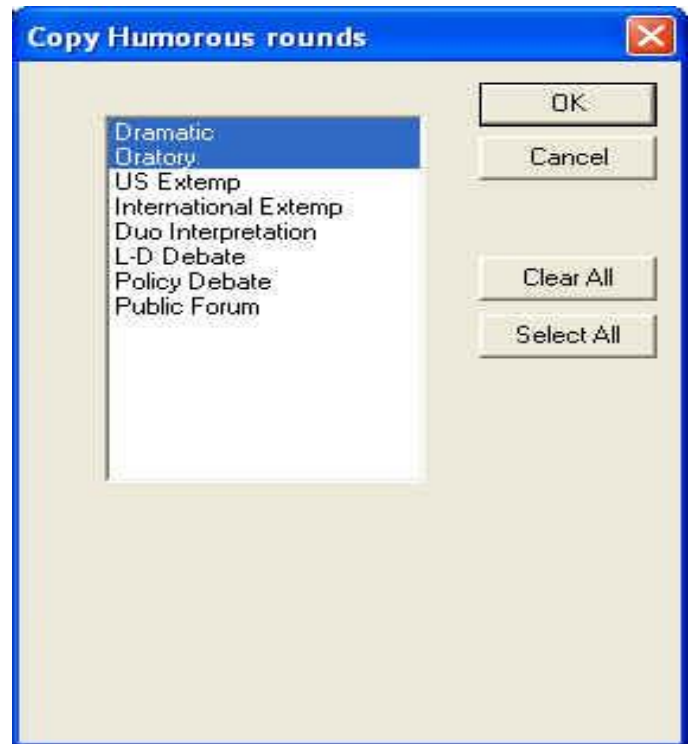 Copy Humorous rounds
Dramatic
Oratory
US Extemp
International Extemp
Duo Interpretation
L-D Debate
Policy Debate
Public Forum
OK
Cancel
Clear All
Select All